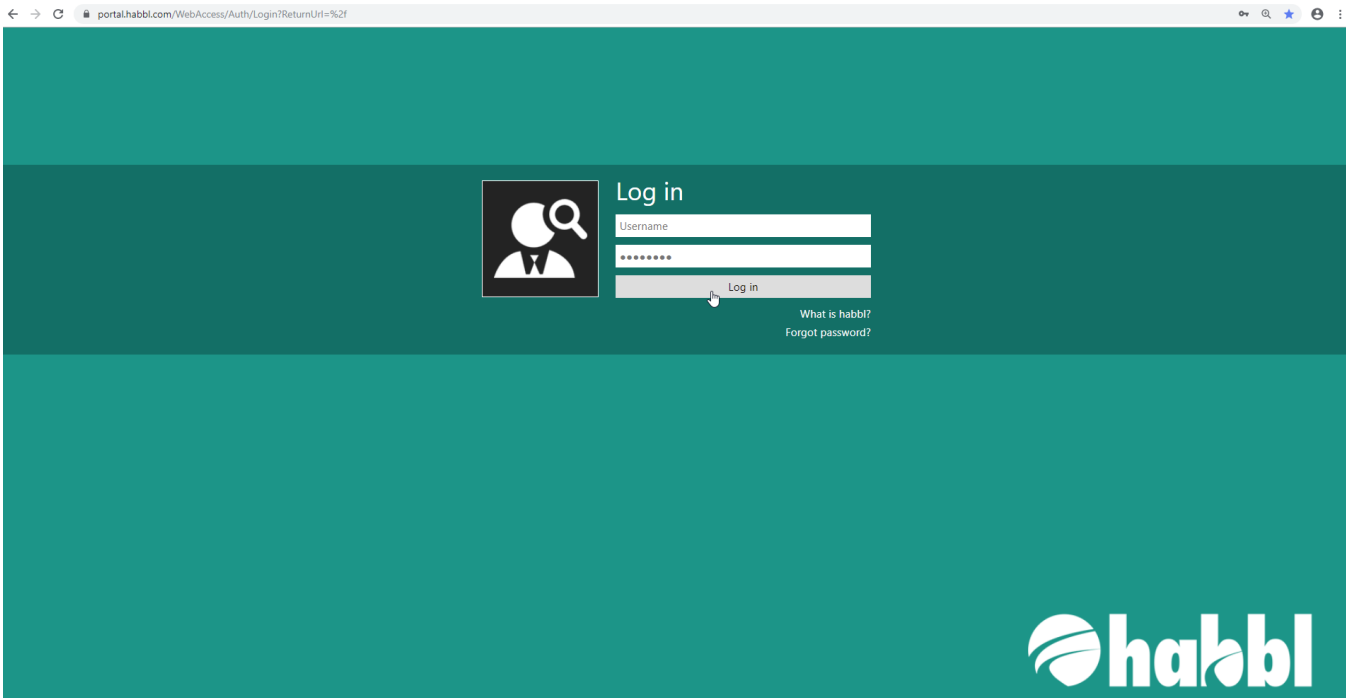 portal.habbl.com/WebAccess/Auth/Login?ReturnUrl=%2f
Log in
Username
••••••••
Log in
What is habbl?
Forgot password?
habbl